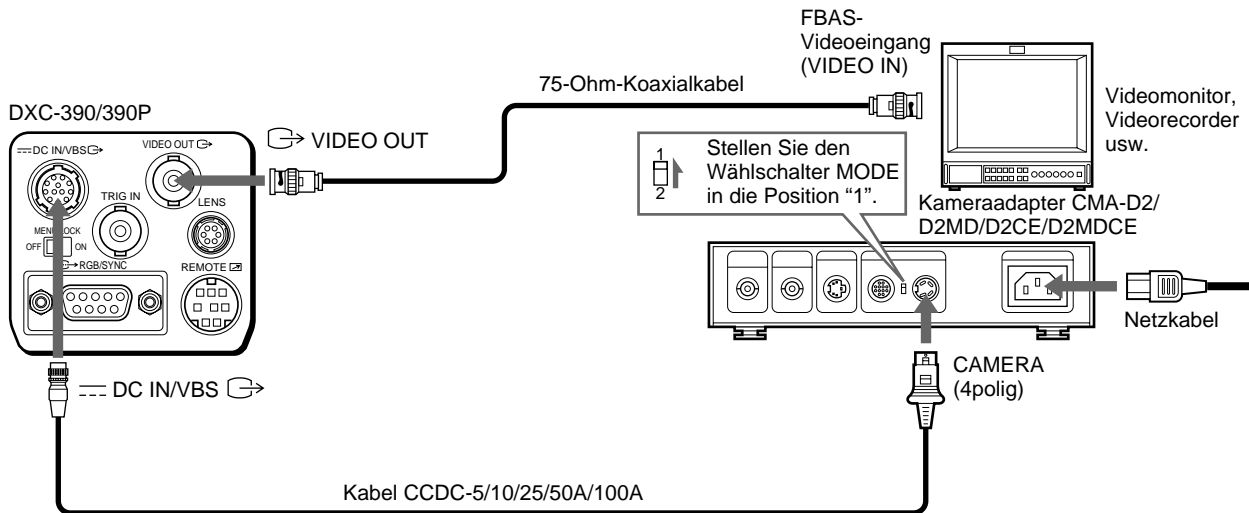 FBAS-
Videoeingang
(VIDEO IN)
75-Ohm-Koaxialkabel
Videomonitor,
Videorecorder
usw.
DXC-390/390P
VIDEO OUT
DC IN/VBS
VIDEO OUT
TRIG IN
LENS
MENU LOCK
OFF
ON
RGB/SYNC
REMOTE
1
2
Stellen Sie den
Wählschalter MODE
in die Position “1”.
Kameraadapter CMA-D2/
D2MD/D2CE/D2MDCE
Netzkabel
DC IN/VBS
CAMERA
(4polig)
Kabel CCDC-5/10/25/50A/100A